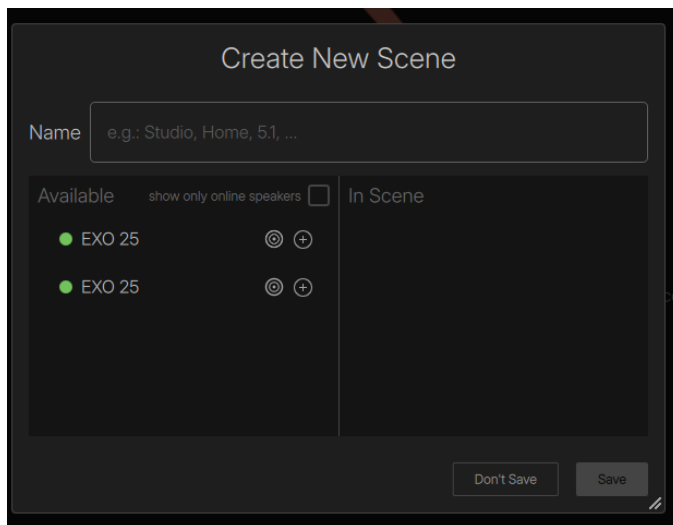 Create New Scene
Name e.g.: Studio, Home, 5.1, ...
Available show only online speakers In Scene
EXO 25
EXO 25
Don't Save Save